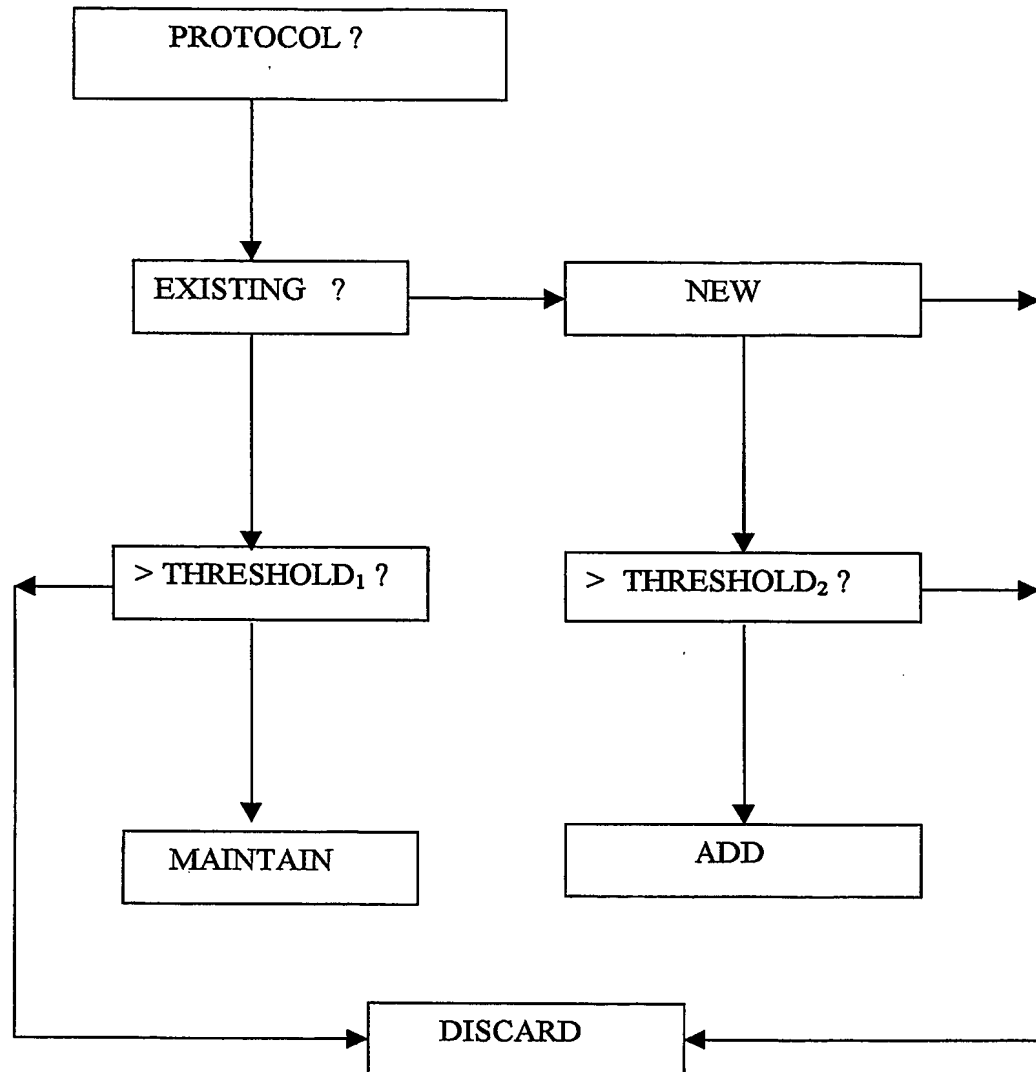 PROTOCOL ?
EXISTING ?
NEW
> THRESHOLD₁ ?
> THRESHOLD₂ ?
MAINTAIN
ADD
DISCARD